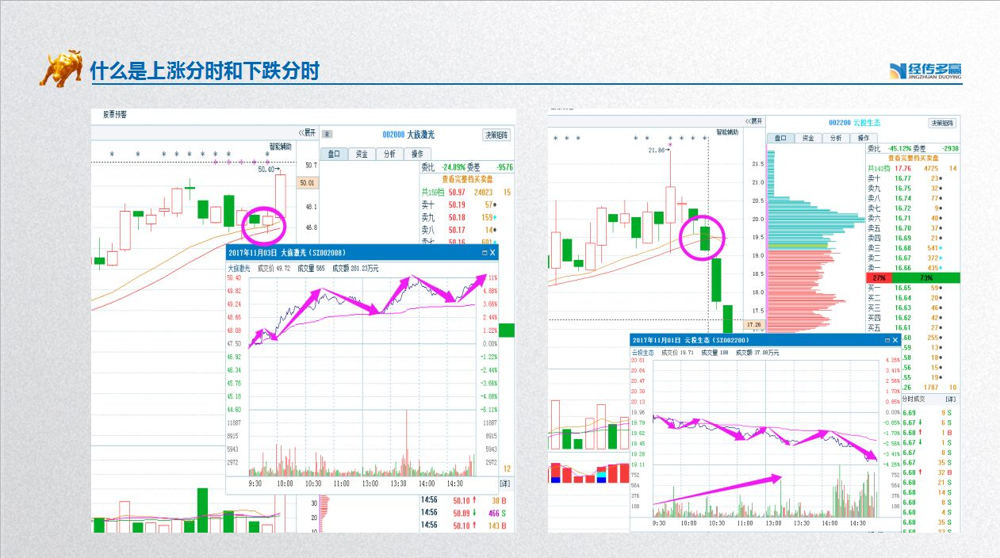 什么是上涨分时和下跌分时
经传多赢
JINGZHUAN DUOYING
股票预警
<<展开
R
002008 大族激光
决策矩阵
智能辅助
盘口 资金 分析 操作
50.40→
50.7
50.01
48.1
46.8
委比 -24.89% 委差 -9576
查看完整档买卖盘
共159档 50.97 24023 15
卖十 50.19 57
卖九 50.18 159
卖八 50.17 14
卖七 50.16 601
2017年11月03日 大族激光(SZ002008)
大族激光 成交价 49.72 成交量 565 成交额 281.23万元
50.40 11%
49.82 4.88%
49.24 3.66%
48.66 2.44%
48.08 1.22%
47.50 0.00%
46.92 -1.22%
46.34 -2.44%
45.76 -3.66%
45.18 -4.88%
44.60 -6.11%
11887 11887
8915 8915
5943 5943
2972 2972
9:30 10:00 10:30 11:00 13:00 13:30 14:00 14:30
12
[详]
30
20
10
14:56 50.10 ↑ 38 B
14:56 50.09 ↓ 466 S
14:56 50.10 ↑ 143 B
<<展开
002200 云投生态
决策矩阵
智能辅助
盘口 资金 分析 操作
21.86→
21.5
21.0
20.5
20.0
19.5
19.0
18.5
18.0
17.5
17.26
委比 -45.12% 委差 -2938
查看完整档买卖盘
共142档 17.76 4725 14
卖十 16.77 23
卖九 16.75 32
卖八 16.74 77
卖七 16.72 9
卖六 16.71 40
卖五 16.70 37
卖四 16.69 21
卖三 16.68 541
卖二 16.67 372
卖一 16.66 435
27% 73%
买一 16.65 59
买二 16.64 20
买三 16.63 46
买四 16.62 42
买五 16.61 27
.60 255
.59 13
.58 18
.56 15
.55 19
.26 1787 10
分时成交 [详]
2017年11月01日 云投生态(SZ002200)
云投生态 成交价 19.71 成交量 188 成交额 37.08万元
20.81 4.26%
20.64 3.41%
20.47 2.56%
20.30 1.70%
20.13 0.85%
19.96 0.00%
19.79 -0.85%
19.62 -1.70%
19.45 -2.56%
19.28 -3.41%
19.11 -4.26%
752 752
564 564
376 376
188 188
9:30 10:00 10:30 11:00 13:00 13:30 14:00 14:30
6.69 9 S
6.67 ↓ 6 S
6.68 ↑ 1 B
6.67 ↓ 1 S
6.67 8 S
6.67 35 S
6.68 ↑ 32 B
6.68 21 S
6.68 14 S
6.68 8 S
6.68 4 S
6.68 35 S